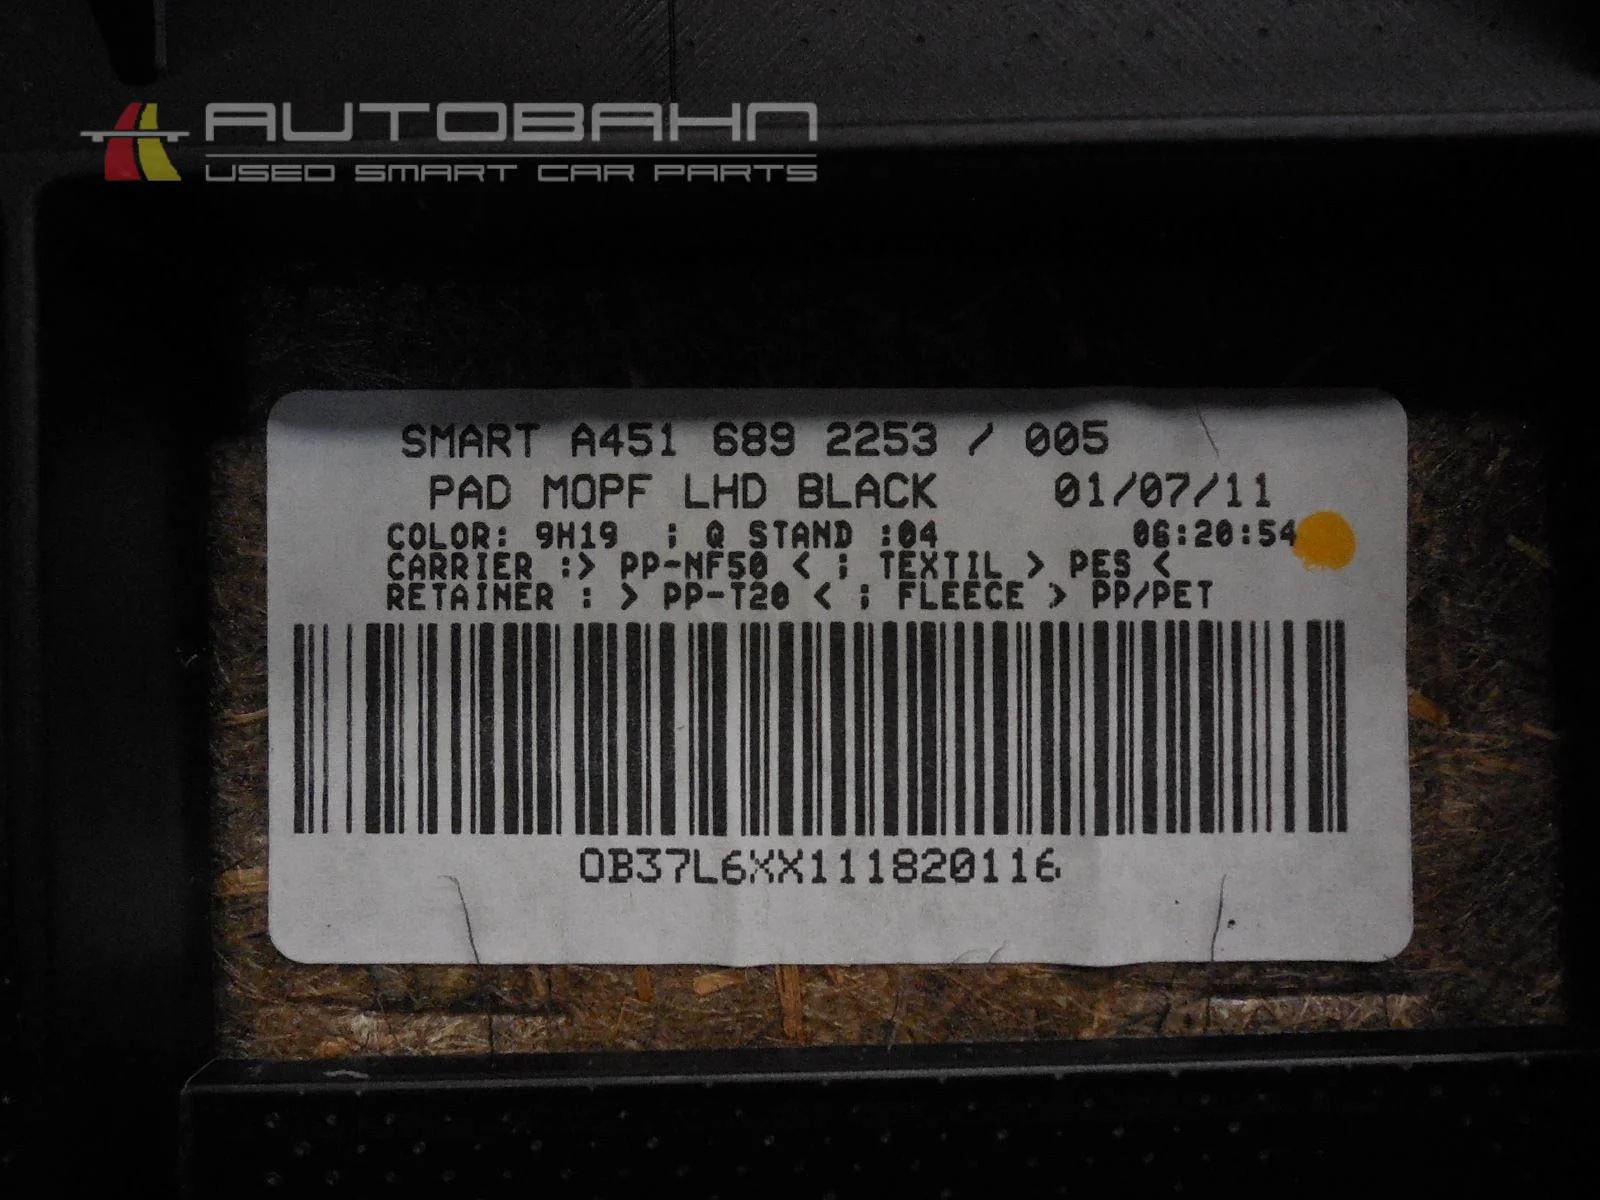 AUTOBAHN
USED SMART CAR PARTS
SMART A451 689 2253 / 005
PAD MOPF LHD BLACK 01/07/11
COLOR: 9H19 ; Q STAND :04 06:20:54
CARRIER :> PP-NF50 < ; TEXTIL > PES <
RETAINER : > PP-T20 < ; FLEECE > PP/PET
0B37L6XX111820116